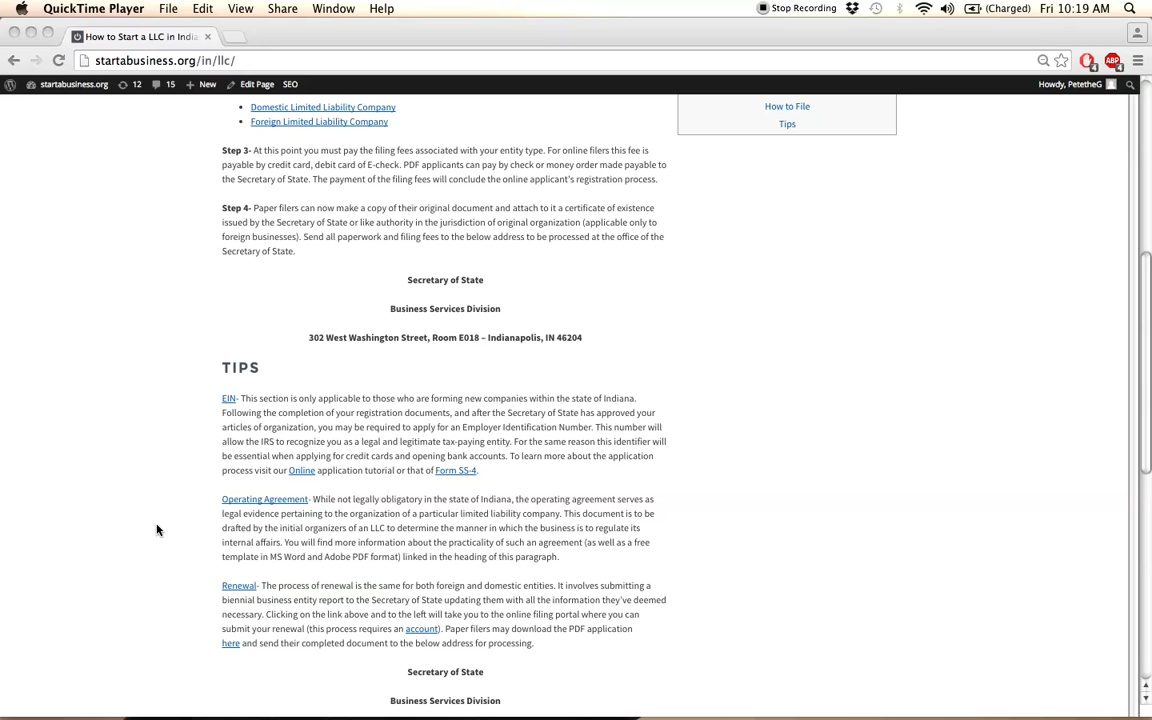 QuickTime Player File Edit View Share Window Help Stop Recording (Charged) Fri 10:19 AM
How to Start a LLC in India
startabusiness.org/in/llc/
startabusiness.org 12 15 New Edit Page SEO Howdy, PetetheG
Domestic Limited Liability Company
Foreign Limited Liability Company
How to File
Tips
Step 3- At this point you must pay the filing fees associated with your entity type. For online filers this fee is
payable by credit card, debit card of E-check. PDF applicants can pay by check or money order made payable to
the Secretary of State. The payment of the filing fees will conclude the online applicant's registration process.
Step 4- Paper filers can now make a copy of their original document and attach to it a certificate of existence
issued by the Secretary of State or like authority in the jurisdiction of original organization (applicable only to
foreign businesses). Send all paperwork and filing fees to the below address to be processed at the office of the
Secretary of State.
Secretary of State
Business Services Division
302 West Washington Street, Room E018 – Indianapolis, IN 46204
TIPS
EIN- This section is only applicable to those who are forming new companies within the state of Indiana.
Following the completion of your registration documents, and after the Secretary of State has approved your
articles of organization, you may be required to apply for an Employer Identification Number. This number will
allow the IRS to recognize you as a legal and legitimate tax-paying entity. For the same reason this identifier will
be essential when applying for credit cards and opening bank accounts. To learn more about the application
process visit our Online application tutorial or that of Form SS-4.
Operating Agreement- While not legally obligatory in the state of Indiana, the operating agreement serves as
legal evidence pertaining to the organization of a particular limited liability company. This document is to be
drafted by the initial organizers of an LLC to determine the manner in which the business is to regulate its
internal affairs. You will find more information about the practicality of such an agreement (as well as a free
template in MS Word and Adobe PDF format) linked in the heading of this paragraph.
Renewal- The process of renewal is the same for both foreign and domestic entities. It involves submitting a
biennial business entity report to the Secretary of State updating them with all the information they've deemed
necessary. Clicking on the link above and to the left will take you to the online filing portal where you can
submit your renewal (this process requires an account). Paper filers may download the PDF application
here and send their completed document to the below address for processing.
Secretary of State
Business Services Division